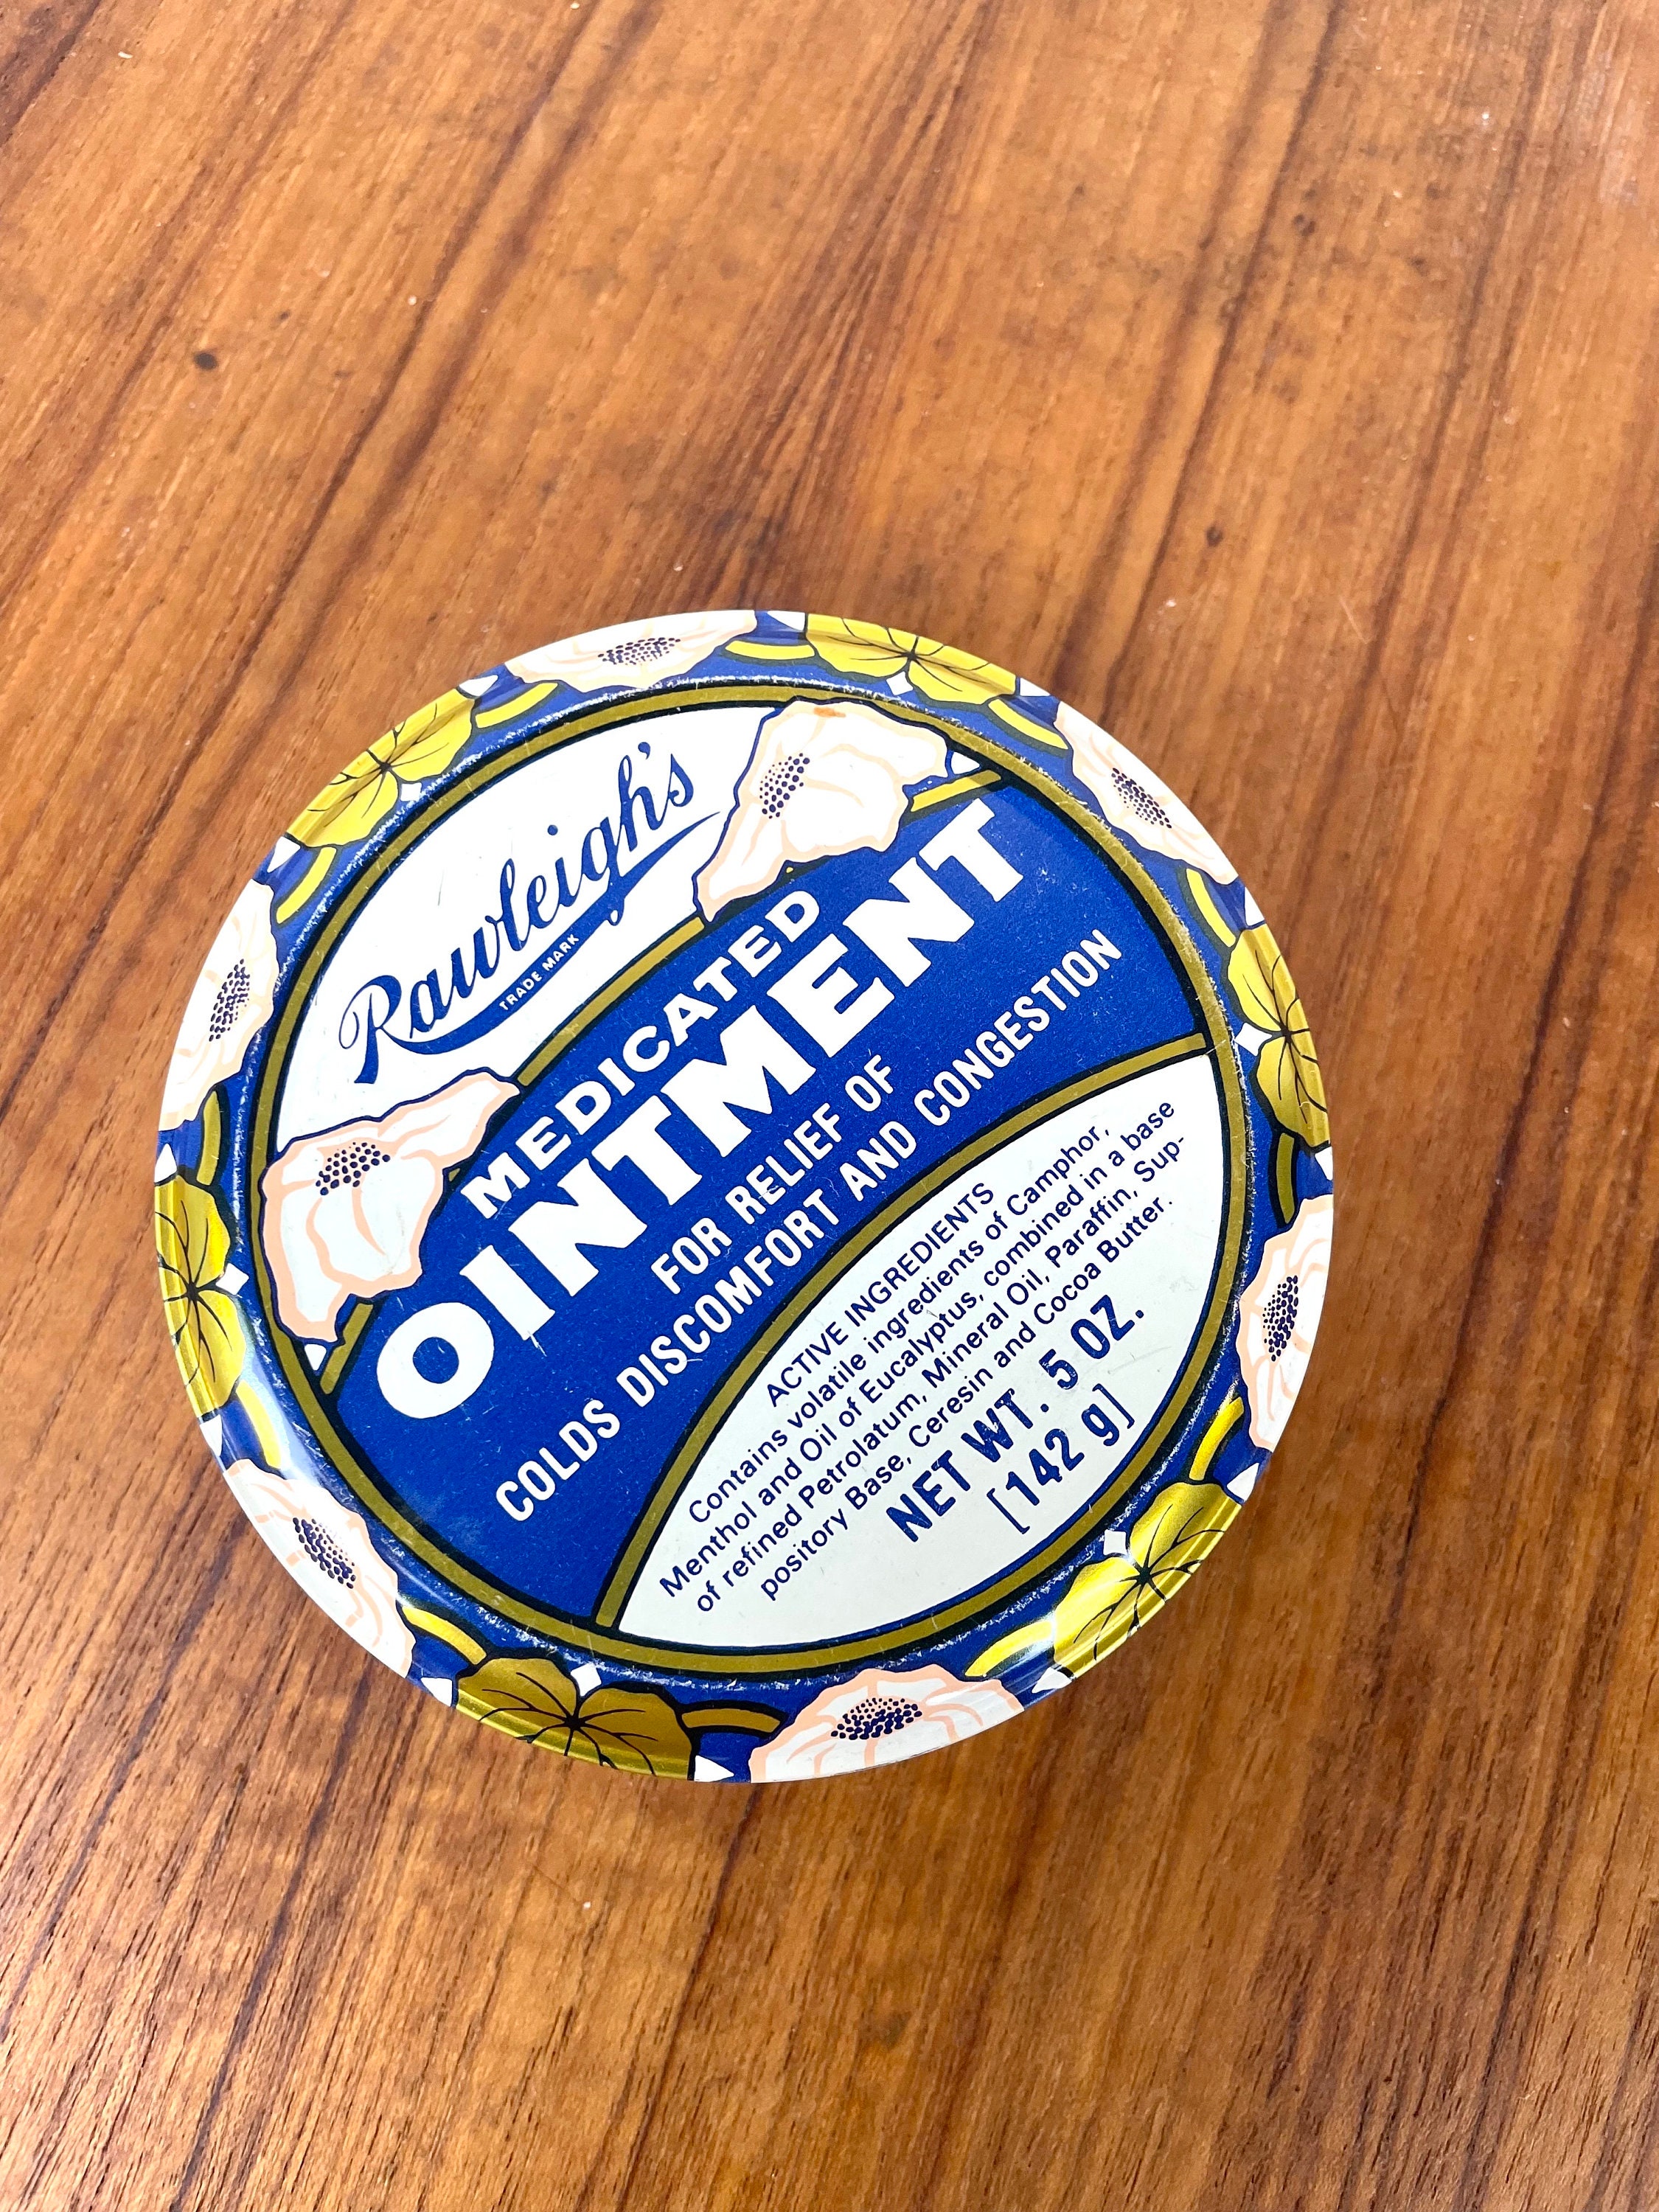 Rawleigh's
TRADE MARK
MEDICATED
OINTMENT
FOR RELIEF OF
COLDS DISCOMFORT AND CONGESTION
ACTIVE INGREDIENTS
Contains volatile ingredients of Camphor,
Menthol and Oil of Eucalyptus, combined in a base
of refined Petrolatum, Mineral Oil, Paraffin, Sup-
pository Base, Ceresin and Cocoa Butter.
NET WT. 5 OZ.
[142 g]